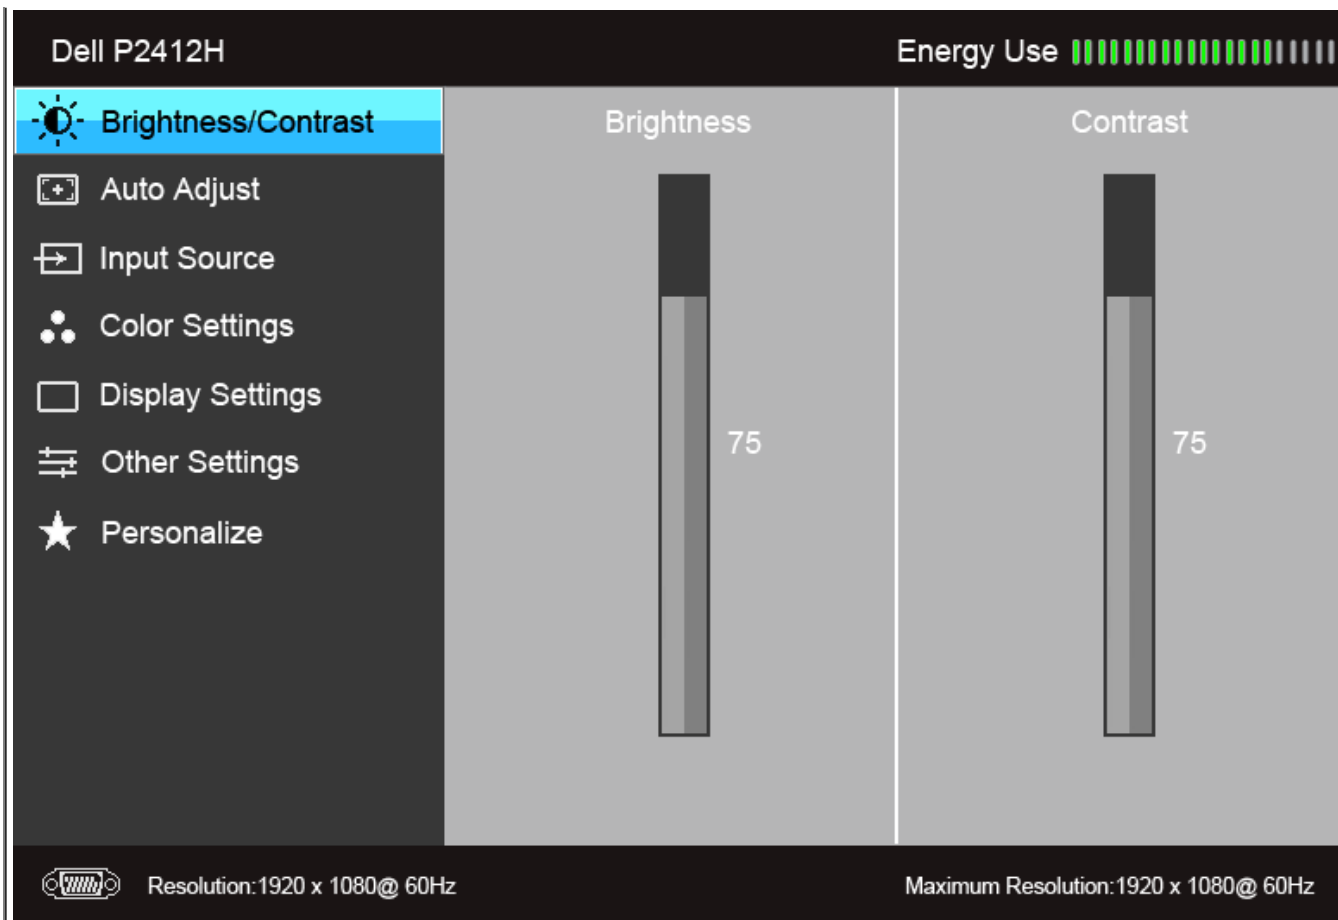 Dell P2412H
Energy Use
Brightness/Contrast
Brightness
Contrast
Auto Adjust
Input Source
Color Settings
Display Settings
75
75
Other Settings
Personalize
Resolution:1920 x 1080@ 60Hz
Maximum Resolution:1920 x 1080@ 60Hz